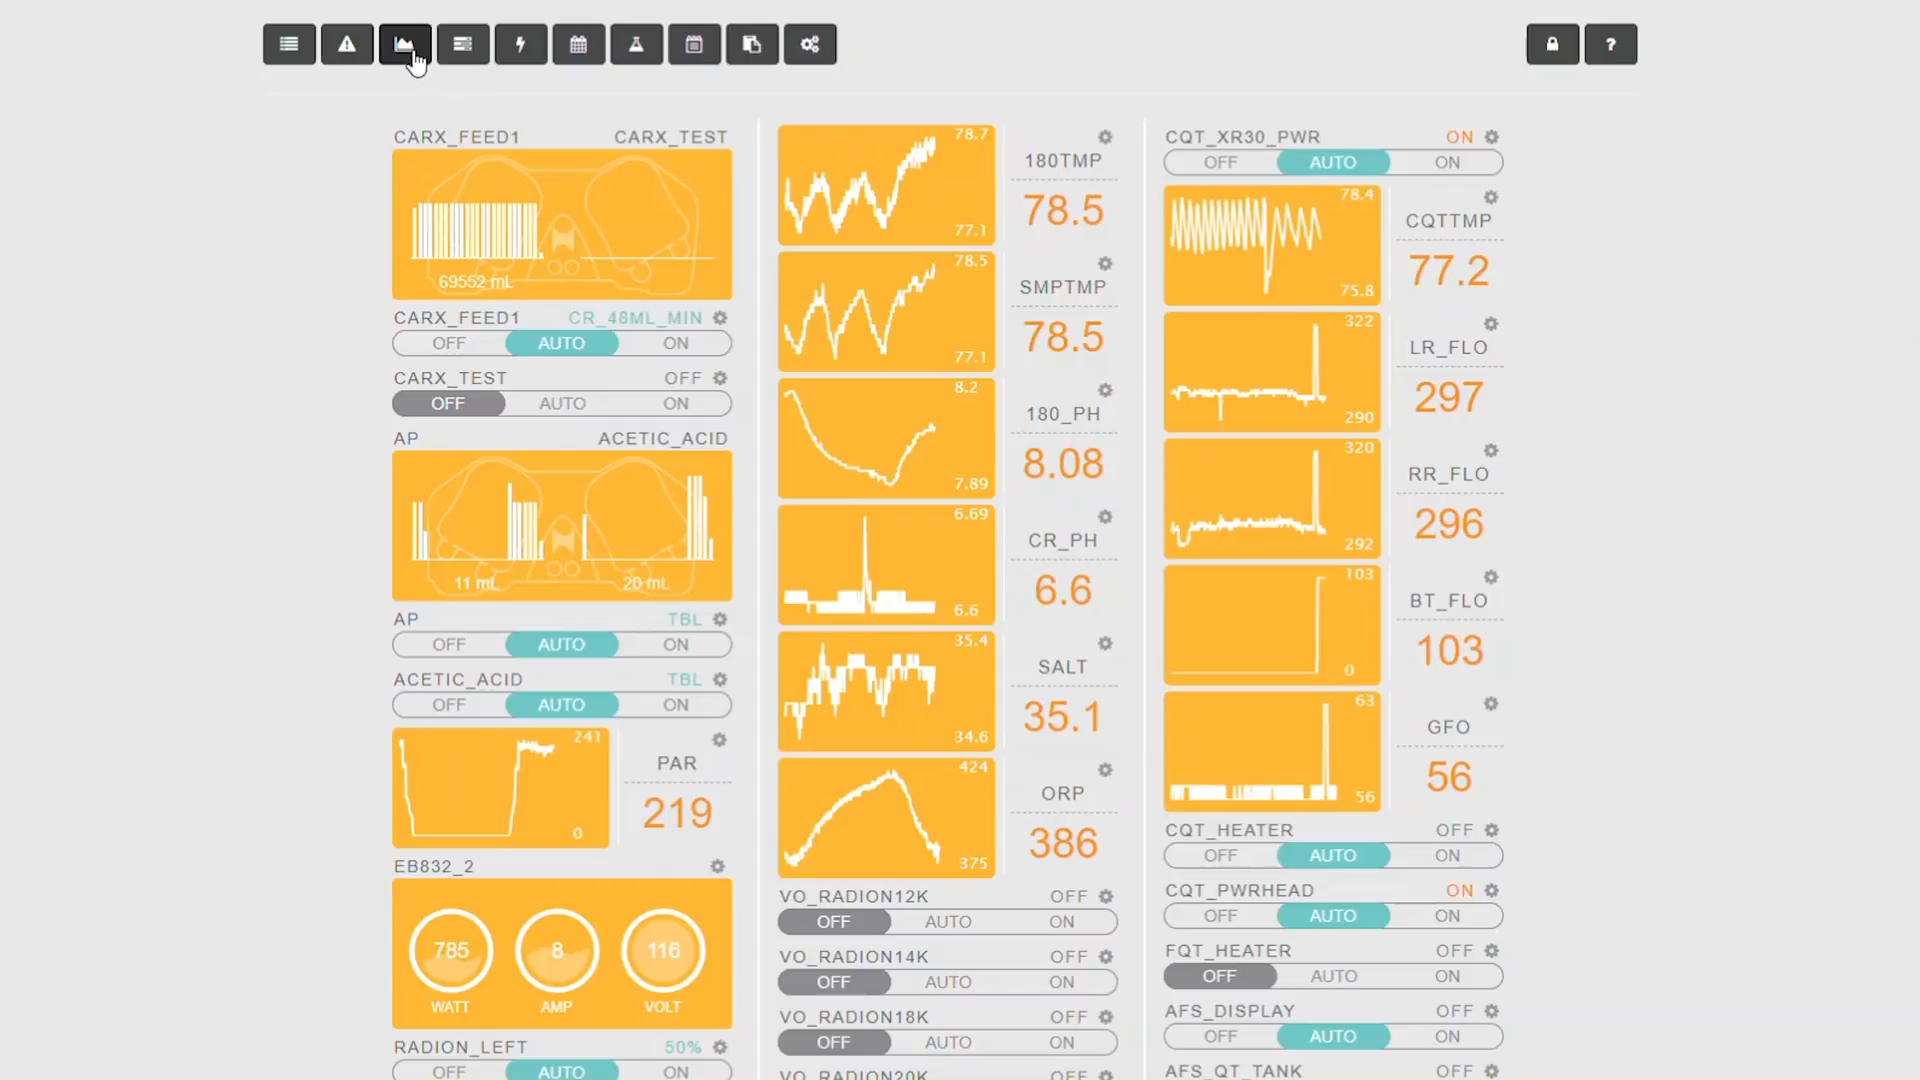 ?
CARX_FEED1 CARX_TEST
69552 mL
CARX_FEED1 CR_48ML_MIN
OFF AUTO ON
CARX_TEST OFF
OFF AUTO ON
AP ACETIC_ACID
11 mL 20 mL
AP TBL
OFF AUTO ON
ACETIC_ACID TBL
OFF AUTO ON
241
0
PAR
219
EB832_2
785 8 116
WATT AMP VOLT
RADION_LEFT 50%
OFF AUTO ON
78.7
77.1
180TMP
78.5
78.5
77.1
SMPTMP
78.5
8.2
7.89
180_PH
8.08
6.69
6.6
CR_PH
6.6
35.4
34.6
SALT
35.1
424
375
ORP
386
VO_RADION12K OFF
OFF AUTO ON
VO_RADION14K OFF
OFF AUTO ON
VO_RADION18K OFF
OFF AUTO ON
VO_RADION20K OFF
CQT_XR30_PWR ON
OFF AUTO ON
78.4
75.8
CQTTMP
77.2
322
290
LR_FLO
297
320
292
RR_FLO
296
103
0
BT_FLO
103
63
56
GFO
56
CQT_HEATER OFF
OFF AUTO ON
CQT_PWRHEAD ON
OFF AUTO ON
FQT_HEATER OFF
OFF AUTO ON
AFS_DISPLAY OFF
OFF AUTO ON
AFS_QT_TANK OFF